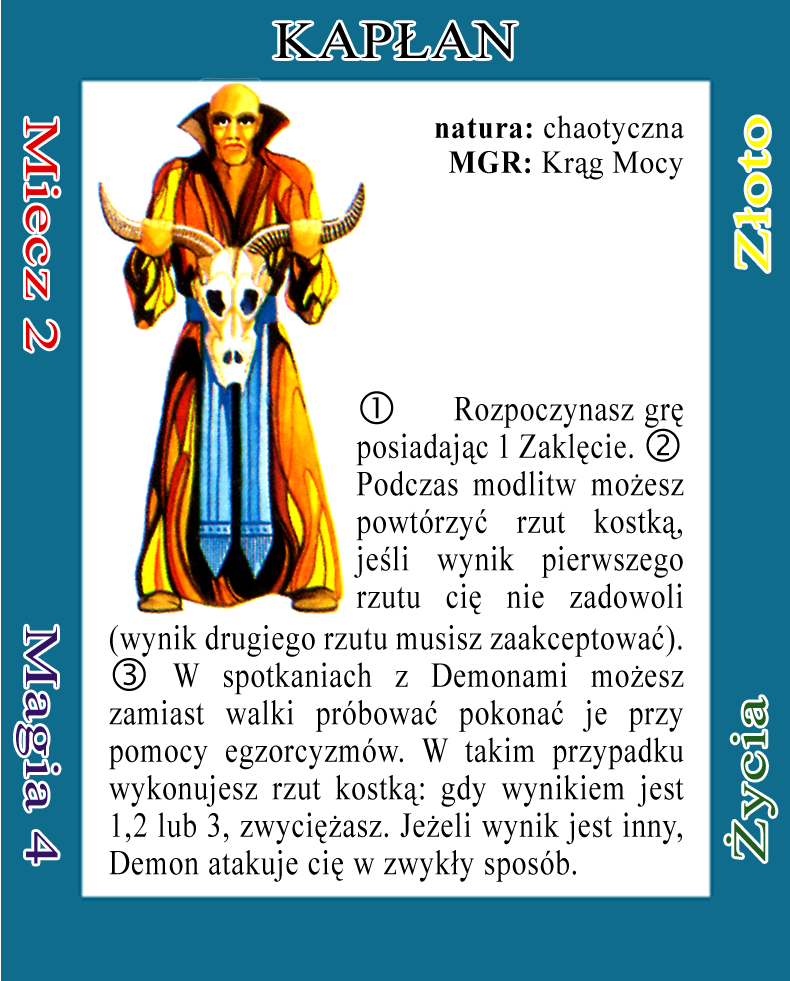 KAPŁAN
natura: chaotyczna
MGR: Krąg Mocy
Miecz 2
Magia 4
Złoto
Życia
① Rozpoczynasz grę
posiadając 1 Zaklęcie. ②
Podczas modlitw możesz
powtórzyć rzut kostką,
jeśli wynik pierwszego
rzutu cię nie zadowoli
(wynik drugiego rzutu musisz zaakceptować).
③ W spotkaniach z Demonami możesz
zamiast walki próbować pokonać je przy
pomocy egzorcyzmów. W takim przypadku
wykonujesz rzut kostką: gdy wynikiem jest
1,2 lub 3, zwyciężasz. Jeżeli wynik jest inny,
Demon atakuje cię w zwykły sposób.